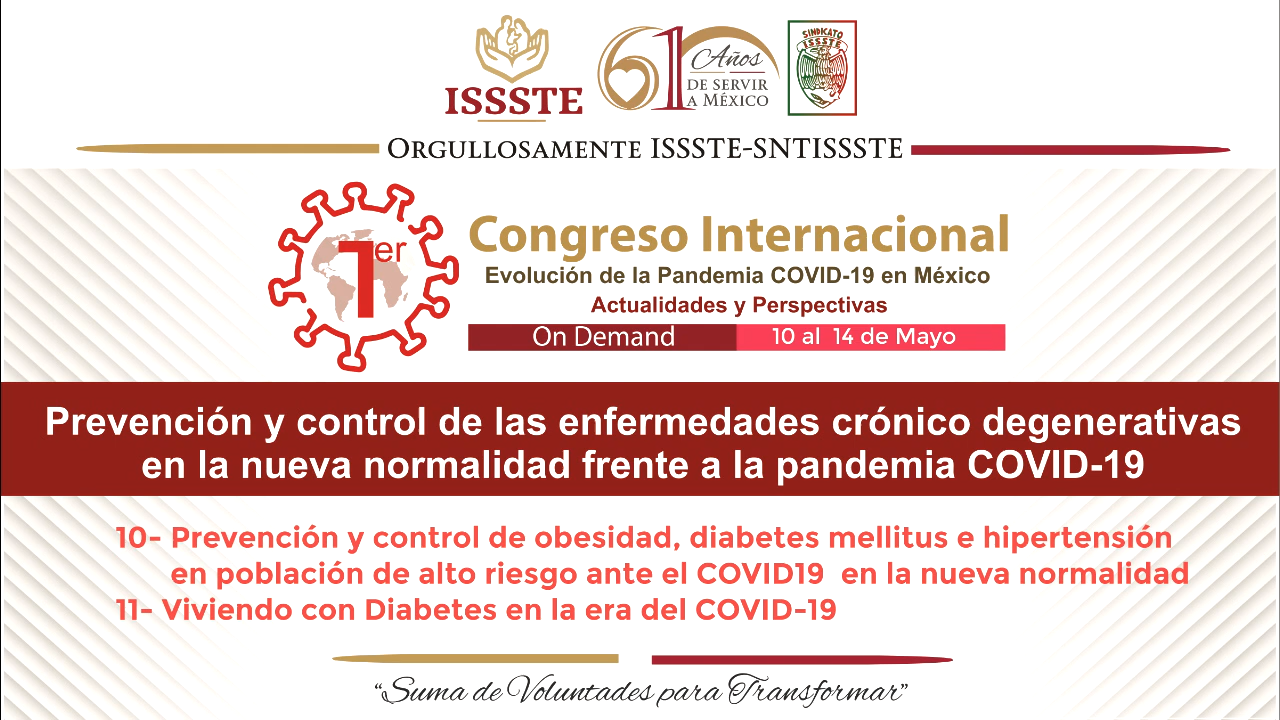 ISSSTE
61 Años
DE SERVIR
A MÉXICO
SINDICATO
ISSSTE
ORGULLOSAMENTE ISSSTE-SNTISSSTE
1er
Congreso Internacional
Evolución de la Pandemia COVID-19 en México
Actualidades y Perspectivas
On Demand 10 al 14 de Mayo
Prevención y control de las enfermedades crónico degenerativas
en la nueva normalidad frente a la pandemia COVID-19
10- Prevención y control de obesidad, diabetes mellitus e hipertensión
en población de alto riesgo ante el COVID19 en la nueva normalidad
11- Viviendo con Diabetes en la era del COVID-19
“Suma de Voluntades para Transformar”